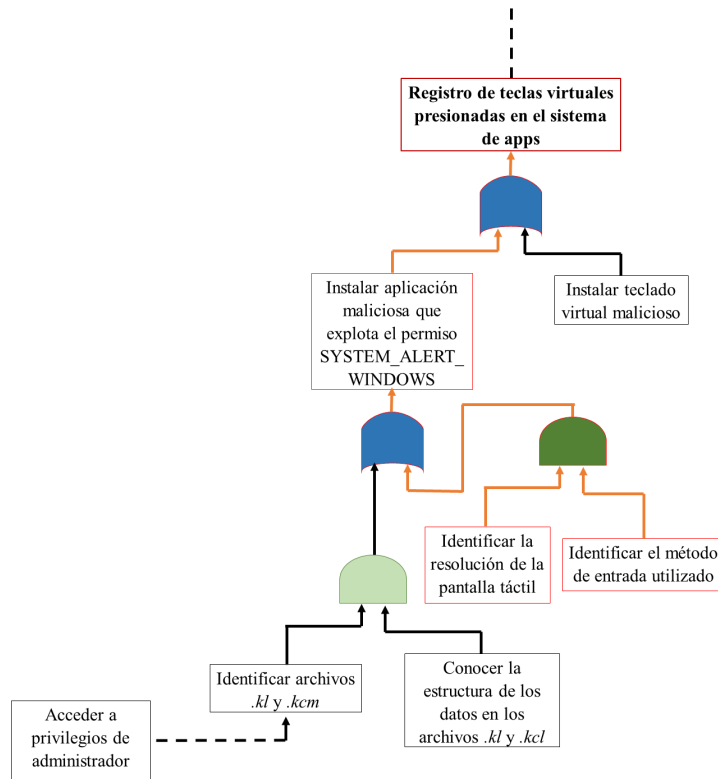 Registro de teclas virtuales
presionadas en el sistema
de apps
Instalar aplicación
maliciosa que
explota el permiso
SYSTEM_ALERT_
WINDOWS
Instalar teclado
virtual malicioso
Identificar la
resolución de la
pantalla táctil
Identificar el método
de entrada utilizado
Identificar archivos
.kl y .kcm
Conocer la
estructura de los
datos en los
archivos .kl y .kcl
Acceder a
privilegios de
administrador